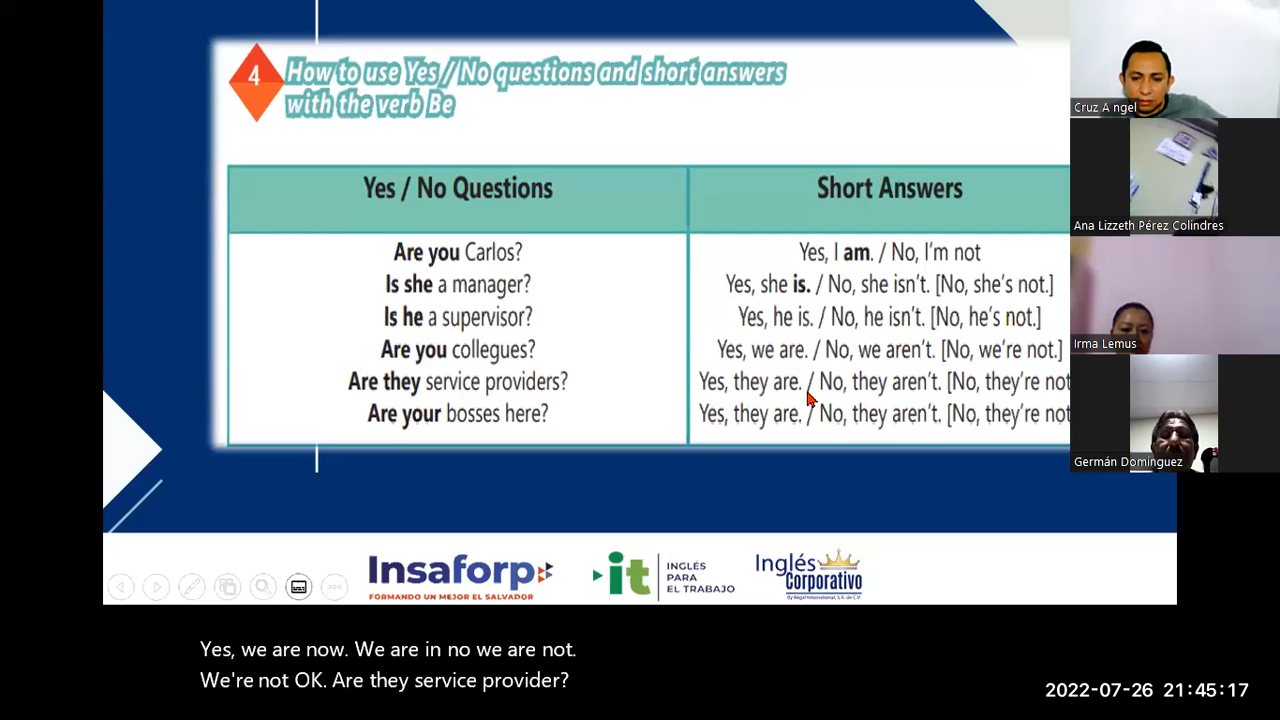 4
How to use Yes / No questions and short answers
with the verb Be
Yes / No Questions
Short Answers
Are you Carlos?
Yes, I am. / No, I'm not
Is she a manager?
Yes, she is. / No, she isn't. [No, she's not.]
Is he a supervisor?
Yes, he is. / No, he isn't. [No, he's not.]
Are you collegues?
Yes, we are. / No, we aren't. [No, we're not.]
Are they service providers?
Yes, they are. / No, they aren't. [No, they're not
Are your bosses here?
Yes, they are. / No, they aren't. [No, they're not
Cruz Angel
Ana Lizzeth Pérez Colindres
Irma Lemus
Germán Dominguez
Insaforp
FORMANDO UN MEJOR EL SALVADOR
it
INGLÉS
PARA
EL TRABAJO
Inglés
Corporativo
By Regal International, S.A. de C.V.
Yes, we are now. We are in no we are not.
We're not OK. Are they service provider?
2022-07-26 21:45:17